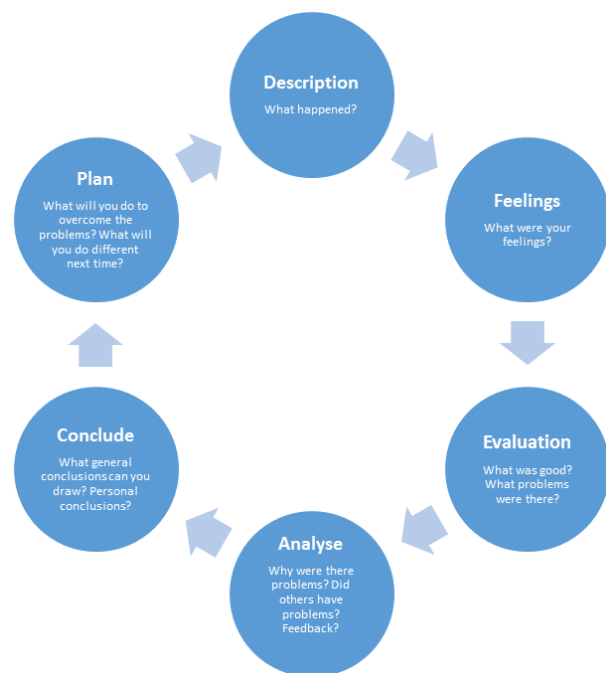 Description
What happened?
Feelings
What were your
feelings?
Evaluation
What was good?
What problems
were there?
Analyse
Why were there
problems? Did
others have
problems?
Feedback?
Conclude
What general
conclusions can you
draw? Personal
conclusions?
Plan
What will you do to
overcome the
problems? What will
you do different
next time?